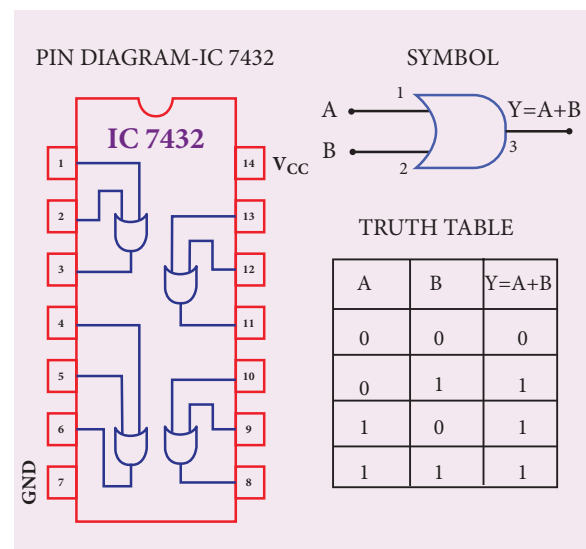 PIN DIAGRAM-IC 7432
IC 7432
1
2
3
4
5
6
7
GND
14
V_CC
13
12
11
10
9
8
SYMBOL
A
1
B
2
Y=A+B
3
TRUTH TABLE
A B Y=A+B
0 0 0
0 1 1
1 0 1
1 1 1